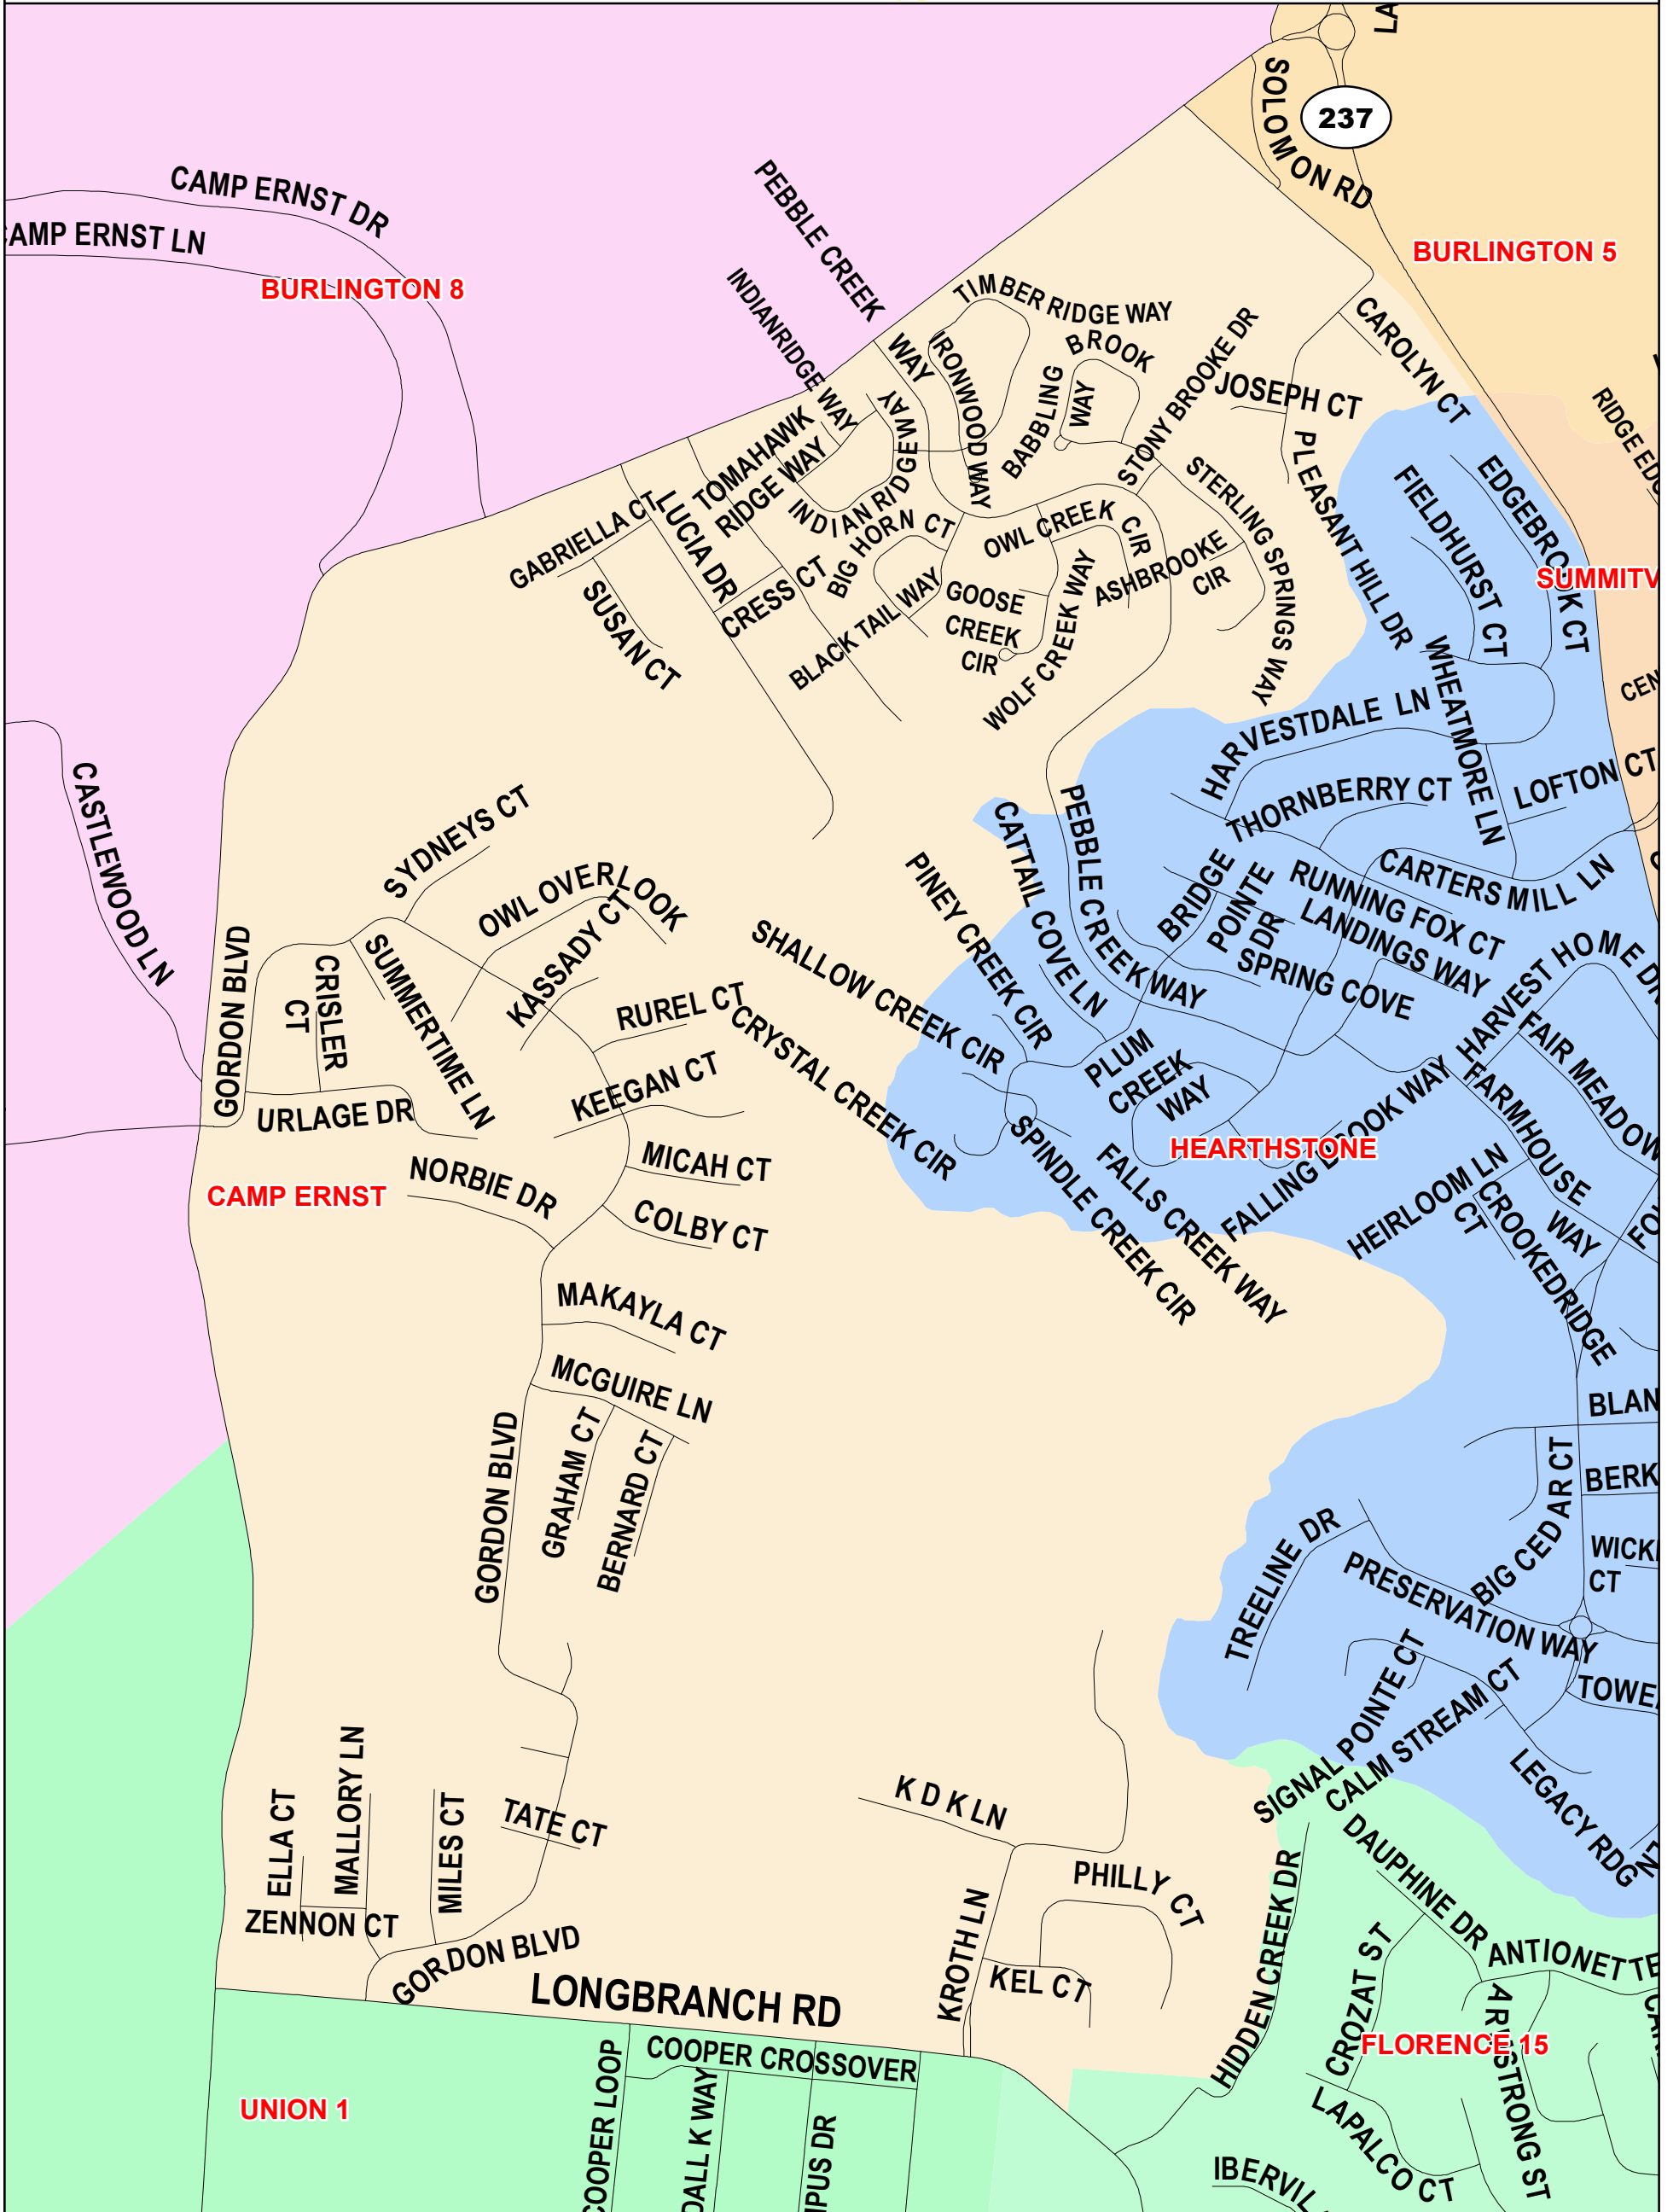 SOLOMON RD
237
CAMP ERNST DR
AMP ERNST LN
BURLINGTON 8
BURLINGTON 5
PEBBLE CREEK
WAY
INDIANRIDGE WAY
TIMBER RIDGE WAY
IRONWOOD WAY
BABBLING
BROOK
WAY
STONY BROOKE DR
CAROLYN CT
JOSEPH CT
RIDGE EDG
TOMAHAWK
RIDGE WAY
INDIAN RIDGE WAY
PLEASANT HILL DR
STERLING SPRINGS WAY
FIELDHURST CT
EDGEBROOK CT
GABRIELLA CT
LUCIA DR
SUSAN CT
CRESS CT
BIG HORN CT
BLACK TAIL WAY
OWL CREEK CIR
GOOSE
CREEK
CIR
WOLF CREEK WAY
ASHBROOKE
CIR
SUMMITV
CEN
WHEATMORE LN
HARVESTDALE LN
LOFTON CT
THORNBERRY CT
CARTERS MILL LN
RUNNING FOX CT
LANDINGS WAY
BRIDGE
POINTE
DR
SPRING COVE
PEBBLE CREEK WAY
CATTAIL COVE LN
PINEY CREEK CIR
SHALLOW CREEK CIR
CRYSTAL CREEK CIR
CASTLEWOOD LN
SYDNEYS CT
OWL OVERLOOK
KASSADY CT
GORDON BLVD
CRISLER
CT
SUMMERTIME LN
RUREL CT
KEEGAN CT
URLAGE DR
PLUM
CREEK
WAY
HARVEST HOME DR
FAIR MEADOW
FARMHOUSE
WAY
FALLING BROOK WAY
HEARTHSTONE
SPINDLE CREEK CIR
FALLS CREEK WAY
HEIRLOOM LN
CROOKEDRIDGE
CT
FO
CAMP ERNST
NORBIE DR
MICAH CT
COLBY CT
MAKAYLA CT
MCGUIRE LN
GRAHAM CT
BERNARD CT
GORDON BLVD
BLAN
BERK
BIG CEDAR CT
WICK
CT
TREELINE DR
PRESERVATION WAY
TOWE
SIGNAL POINTE CT
CALM STREAM CT
LEGACY RDG
ELLA CT
MALLORY LN
MILES CT
TATE CT
ZENNON CT
GORDON BLVD
K D K LN
PHILLY CT
KROTH LN
KEL CT
HIDDEN CREEK DR
DAUPHINE DR
ANTIONETTE
CROZAT ST
ARMSTRONG ST
FLORENCE 15
LONGBRANCH RD
COOPER CROSSOVER
COOPER LOOP
DALL K WAY
PUS DR
UNION 1
LAPALCO CT
IBERVIL